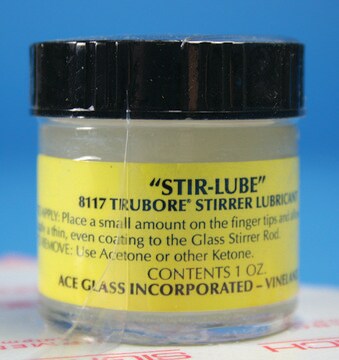 "STIR-LUBE"
8117 TRUBORE® STIRRER LUBRICANT
APPLY: Place a small amount on the finger tips and
a thin, even coating to the Glass Stirrer Rod.
REMOVE: Use Acetone or other Ketone.
CONTENTS 1 OZ.
ACE GLASS INCORPORATED – VINELAND